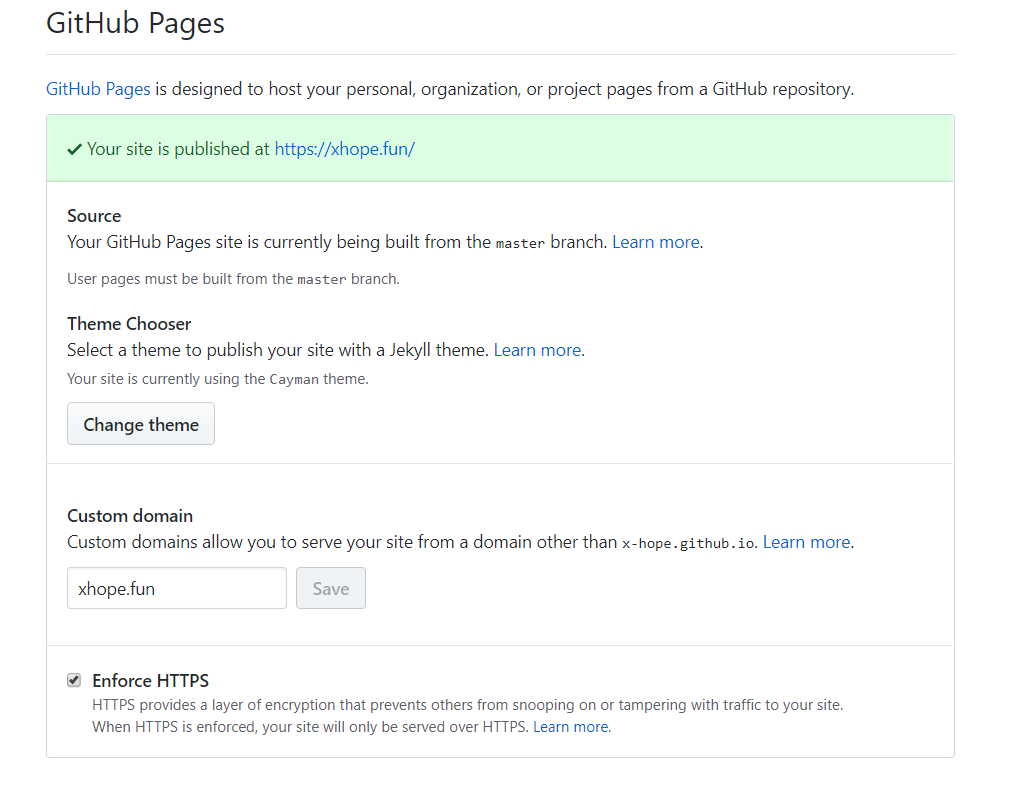 GitHub Pages
GitHub Pages is designed to host your personal, organization, or project pages from a GitHub repository.
Your site is published at https://xhope.fun/
Source
Your GitHub Pages site is currently being built from the master branch. Learn more.
User pages must be built from the master branch.
Theme Chooser
Select a theme to publish your site with a Jekyll theme. Learn more.
Your site is currently using the Cayman theme.
Change theme
Custom domain
Custom domains allow you to serve your site from a domain other than x-hope.github.io. Learn more.
xhope.fun Save
Enforce HTTPS
HTTPS provides a layer of encryption that prevents others from snooping on or tampering with traffic to your site.
When HTTPS is enforced, your site will only be served over HTTPS. Learn more.